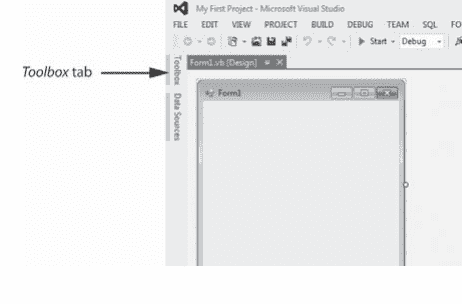 My First Project - Microsoft Visual Studio
FILE EDIT VIEW PROJECT BUILD DEBUG TEAM SQL FO
Start Debug
Toolbox tab
Toolbox
Form1.vb [Design]
Data Sources
Form1